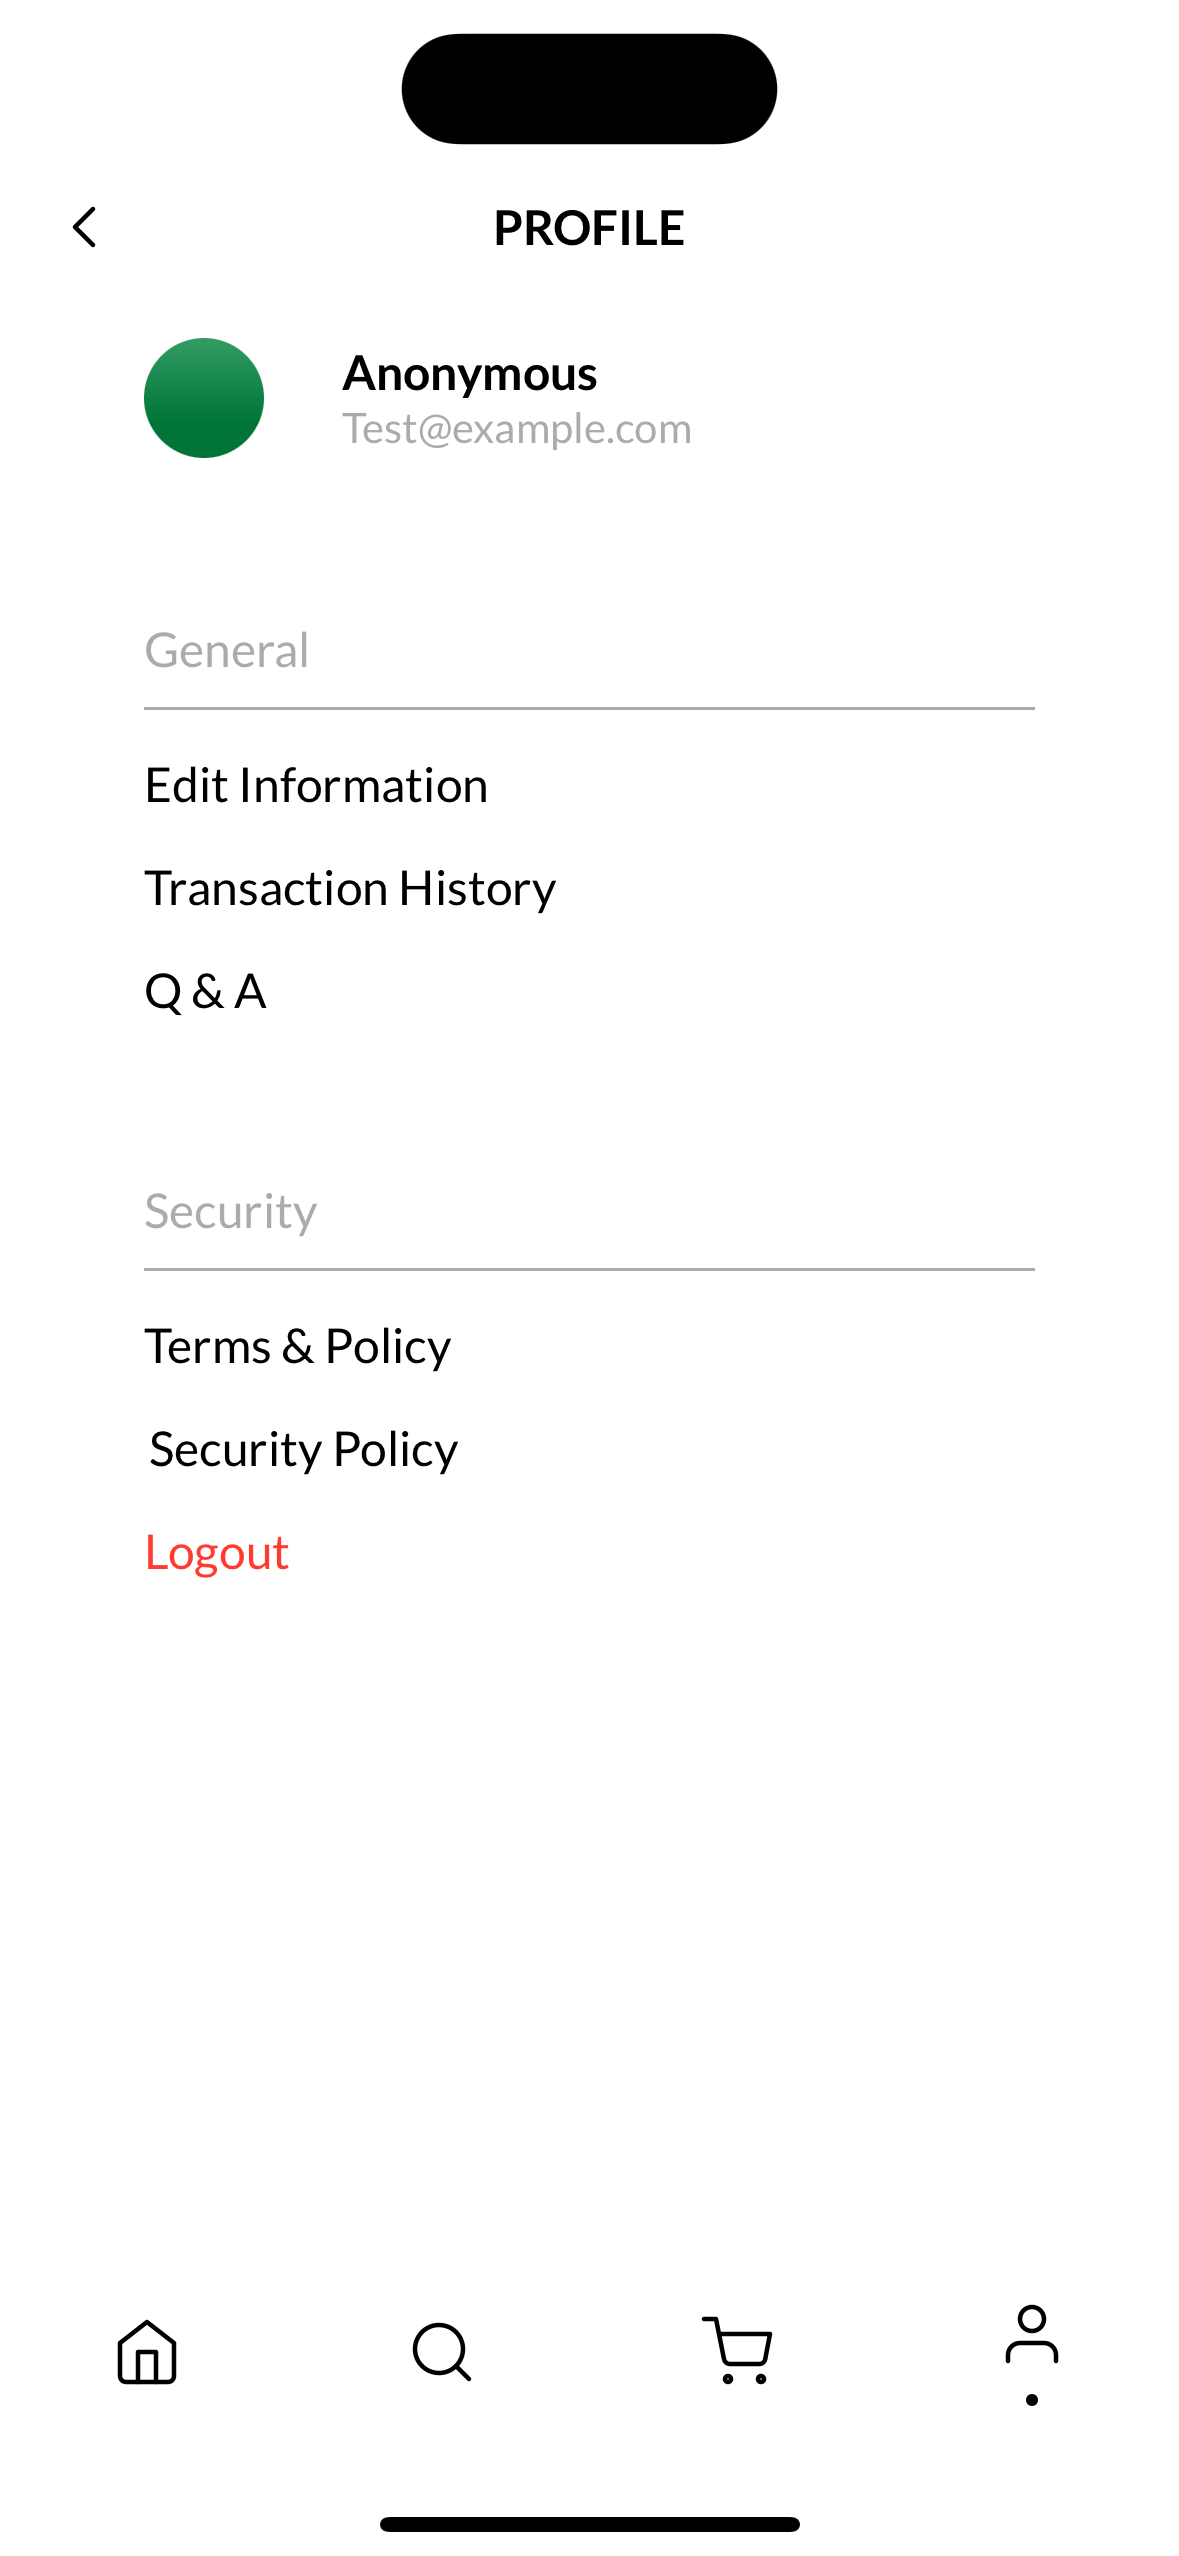 PROFILE
Anonymous
Test@example.com
General
Edit Information
Transaction History
Q & A
Security
Terms & Policy
Security Policy
Logout